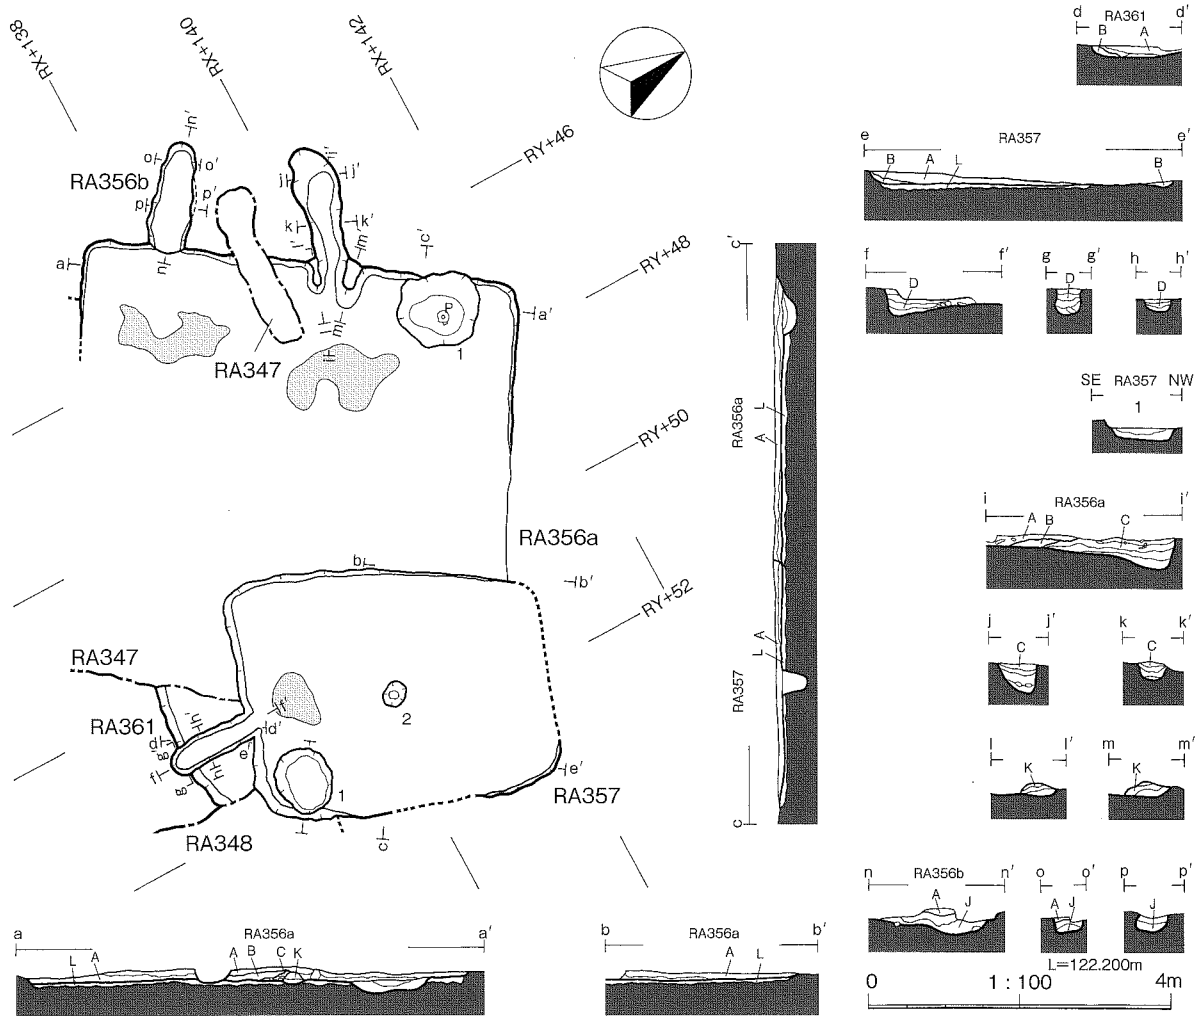 RX+138
RX+140
RX+142
RY+46
RY+48
RY+50
RY+52
n'
o o'
RA356b
p p'
n
a
j j'
k k'
m'
c'
a'
P
1
l
m
i
RA347
RA356a
b
b'
RA347
RA361
h'
d
g'
f
f'
d'
e'
h
g
2
1
e'
RA357
RA348
c
d RA361 d'
B A
e RA357 e'
B A L B
f f'
D
g g'
D
h h'
D
SE RA357 NW
1
i RA356a i'
A B C
j j'
C
k k'
C
l l'
K
m m'
K
n RA356b n'
A J
o o'
A J
p p'
J
c'
L
RA356a
A
A
L
RA357
c
a RA356a a'
L A A B C K
b RA356a b'
A L
L=122.200m
0 1 : 100 4m